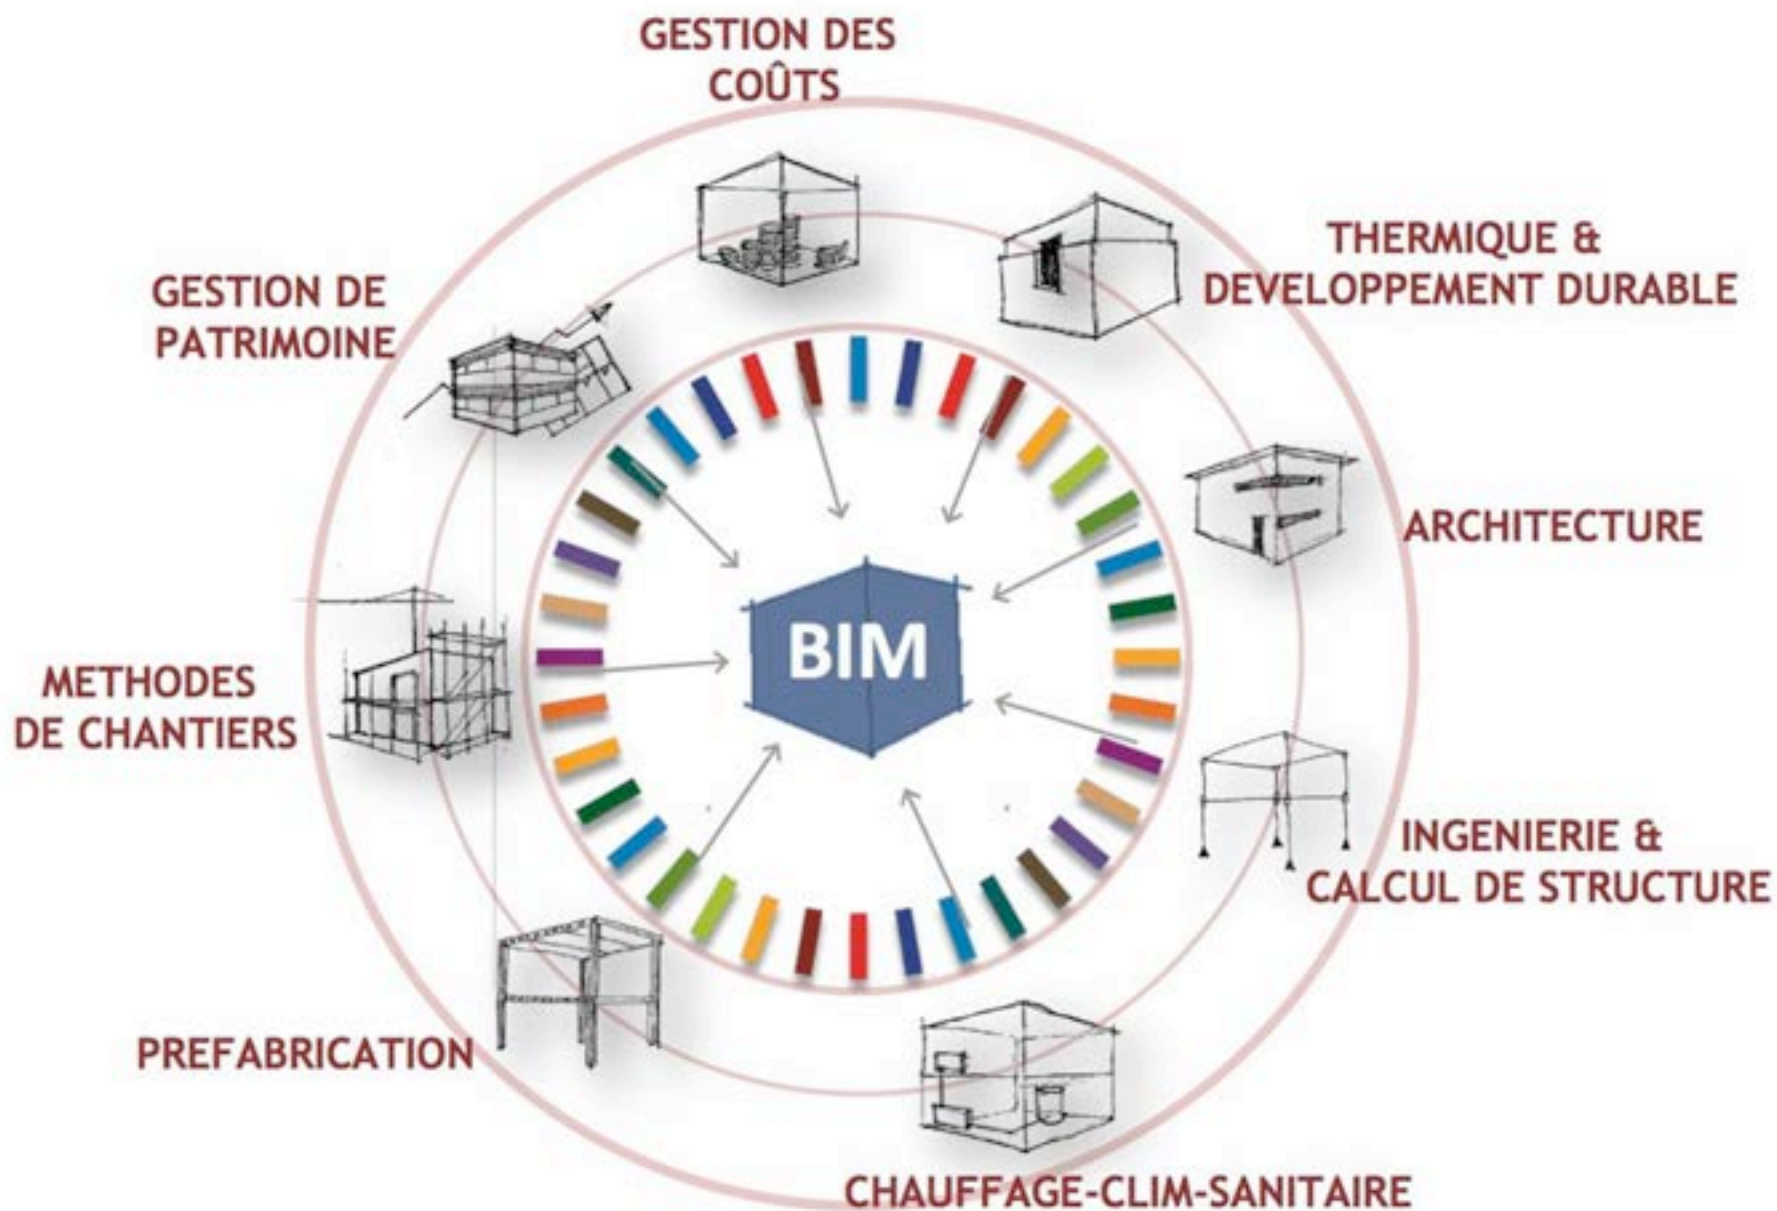 GESTION DES
COÛTS
THERMIQUE &
DEVELOPPEMENT DURABLE
GESTION DE
PATRIMOINE
ARCHITECTURE
BIM
METHODES
DE CHANTIERS
INGENIERIE &
CALCUL DE STRUCTURE
PREFABRICATION
CHAUFFAGE-CLIM-SANITAIRE